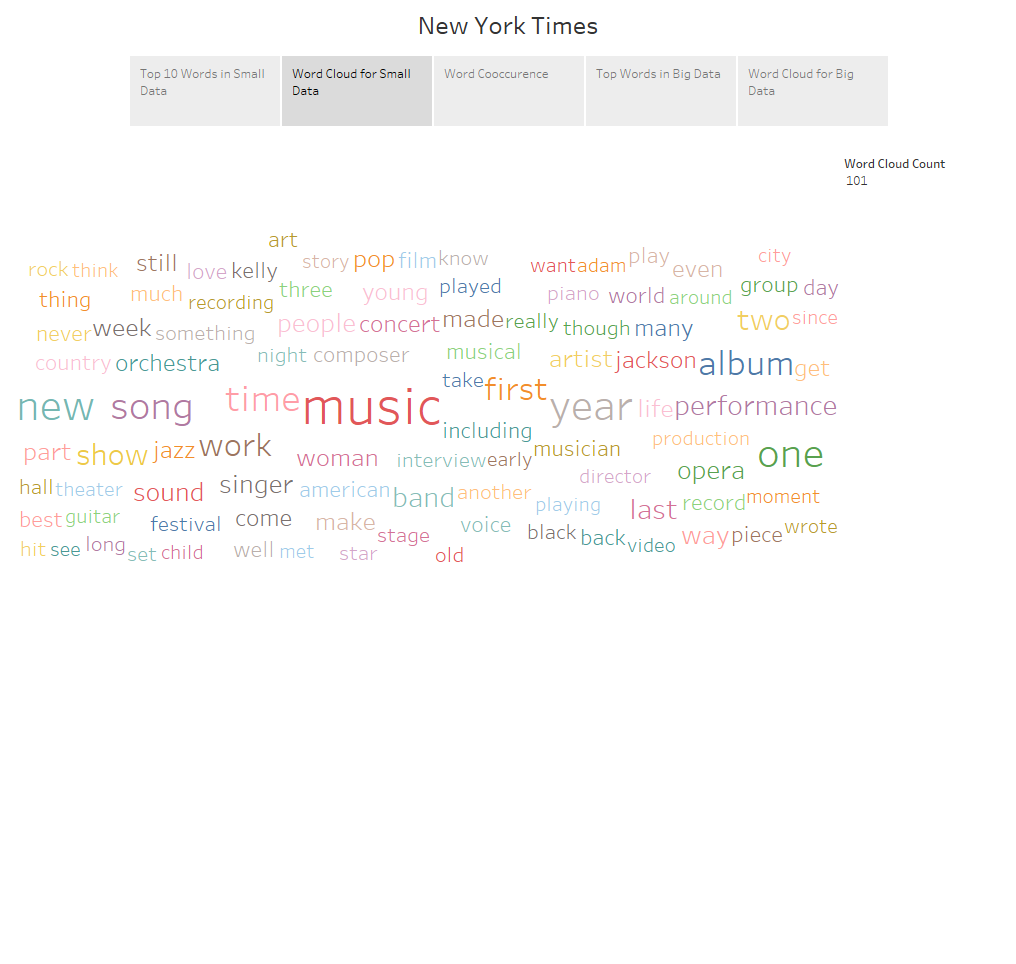 New York Times
Top 10 Words in Small
Data
Word Cloud for Small
Data
Word Cooccurence
Top Words in Big Data
Word Cloud for Big
Data
Word Cloud Count
101
art
rock think still love kelly story pop film know want adam play even city
thing much recording three young played piano world around group day
never week something people concert made really though many two since
country orchestra night composer musical artist jackson album get
new song time music take first year life performance
part show jazz work woman including interview early musician production one
hall theater sound singer american band another director opera
best guitar festival come make stage voice playing last record moment
hit see long set child well met star old black back video way piece wrote